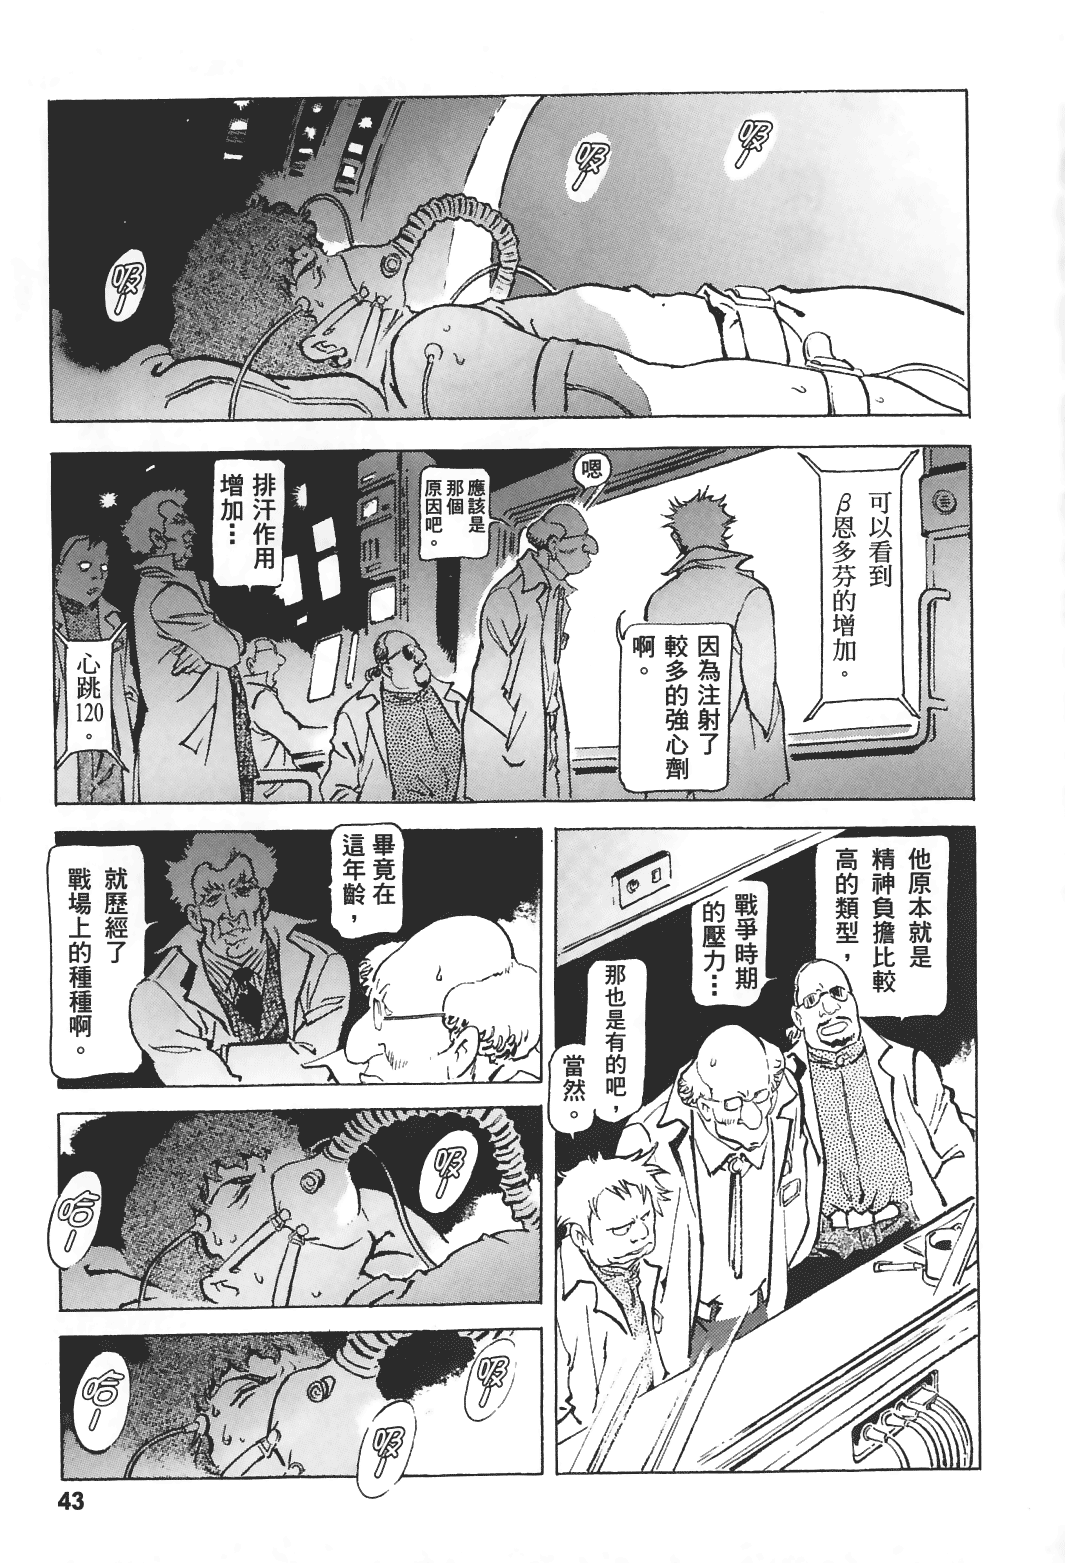 吸
｜
吸
｜
吸
｜
可以看到
β恩多芬的增加。
因為注射了
較多的強心劑
啊。
嗯
應該是
那個
原因吧。
排汗作用
增加…
心跳
120。
他原本就是
精神負擔比較
高的類型，
戰爭時期
的壓力…
那也是有的吧，
當然。
畢竟在
這年齡，
就歷經了
戰場上的種種啊。
吸
｜
哈
｜
吸
｜
吸
｜
哈
｜
43